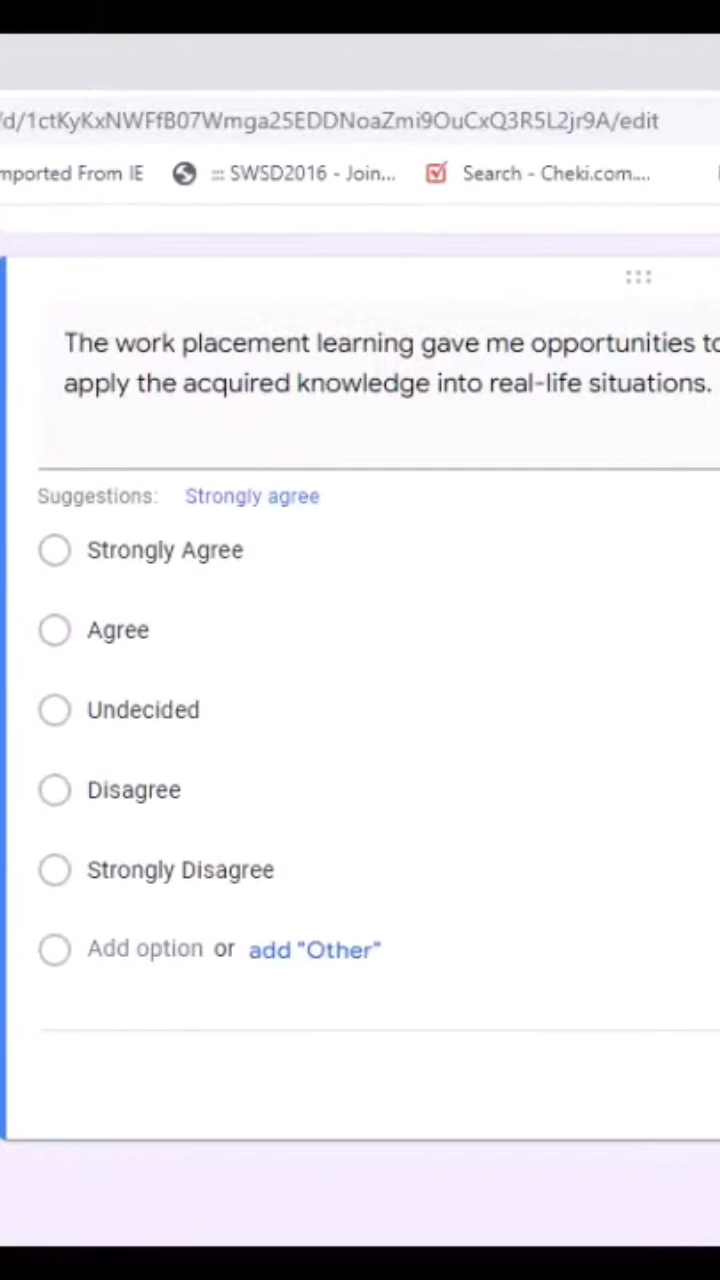 /d/1ctKyKxNWFfB07Wmga25EDDNoaZmi9OuCxQ3R5L2jr9A/edit
mported From IE ::: SWSD2016 - Join... Search - Cheki.com....
The work placement learning gave me opportunities to
apply the acquired knowledge into real-life situations.
Suggestions: Strongly agree
Strongly Agree
Agree
Undecided
Disagree
Strongly Disagree
Add option or add "Other"